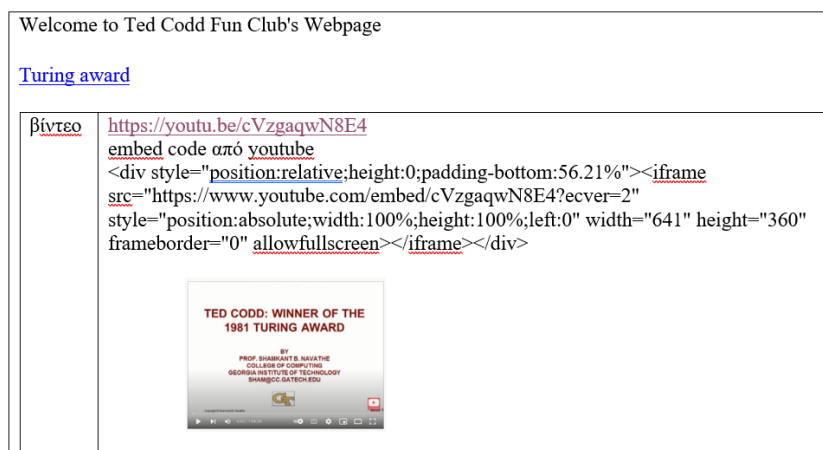 Welcome to Ted Codd Fun Club's Webpage
Turing award
βίντεο
https://youtu.be/cVzgaqwN8E4
embed code από youtube
<div style="position:relative;height:0;padding-bottom:56.21%"><iframe
src="https://www.youtube.com/embed/cVzgaqwN8E4?ecver=2"
style="position:absolute;width:100%;height:100%;left:0" width="641" height="360"
frameborder="0" allowfullscreen></iframe></div>
TED CODD: WINNER OF THE
1981 TURING AWARD
BY
PROF. SHAMKANT B. NAVATHE
COLLEGE OF COMPUTING
GEORGIA INSTITUTE OF TECHNOLOGY
SHAM@CC.GATECH.EDU
GT